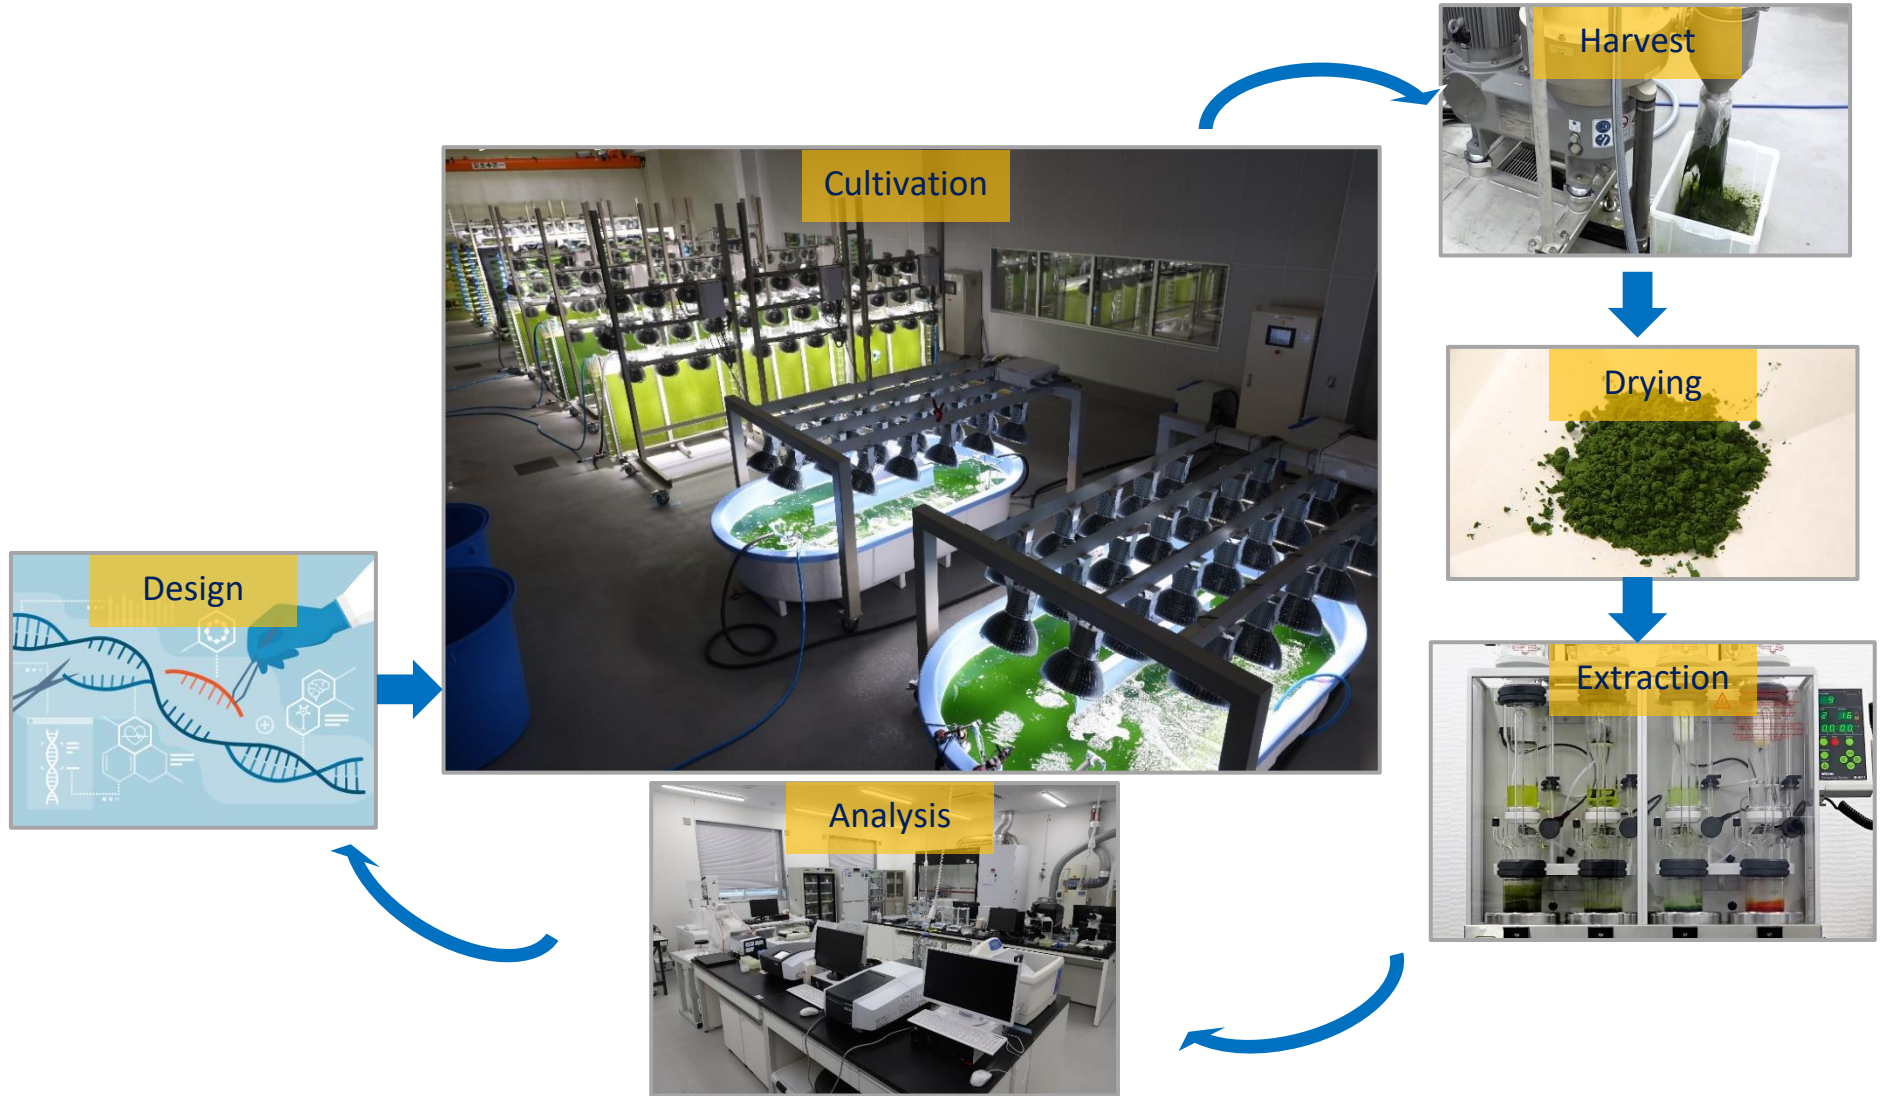 Harvest
Cultivation
Drying
Design
Extraction
Analysis